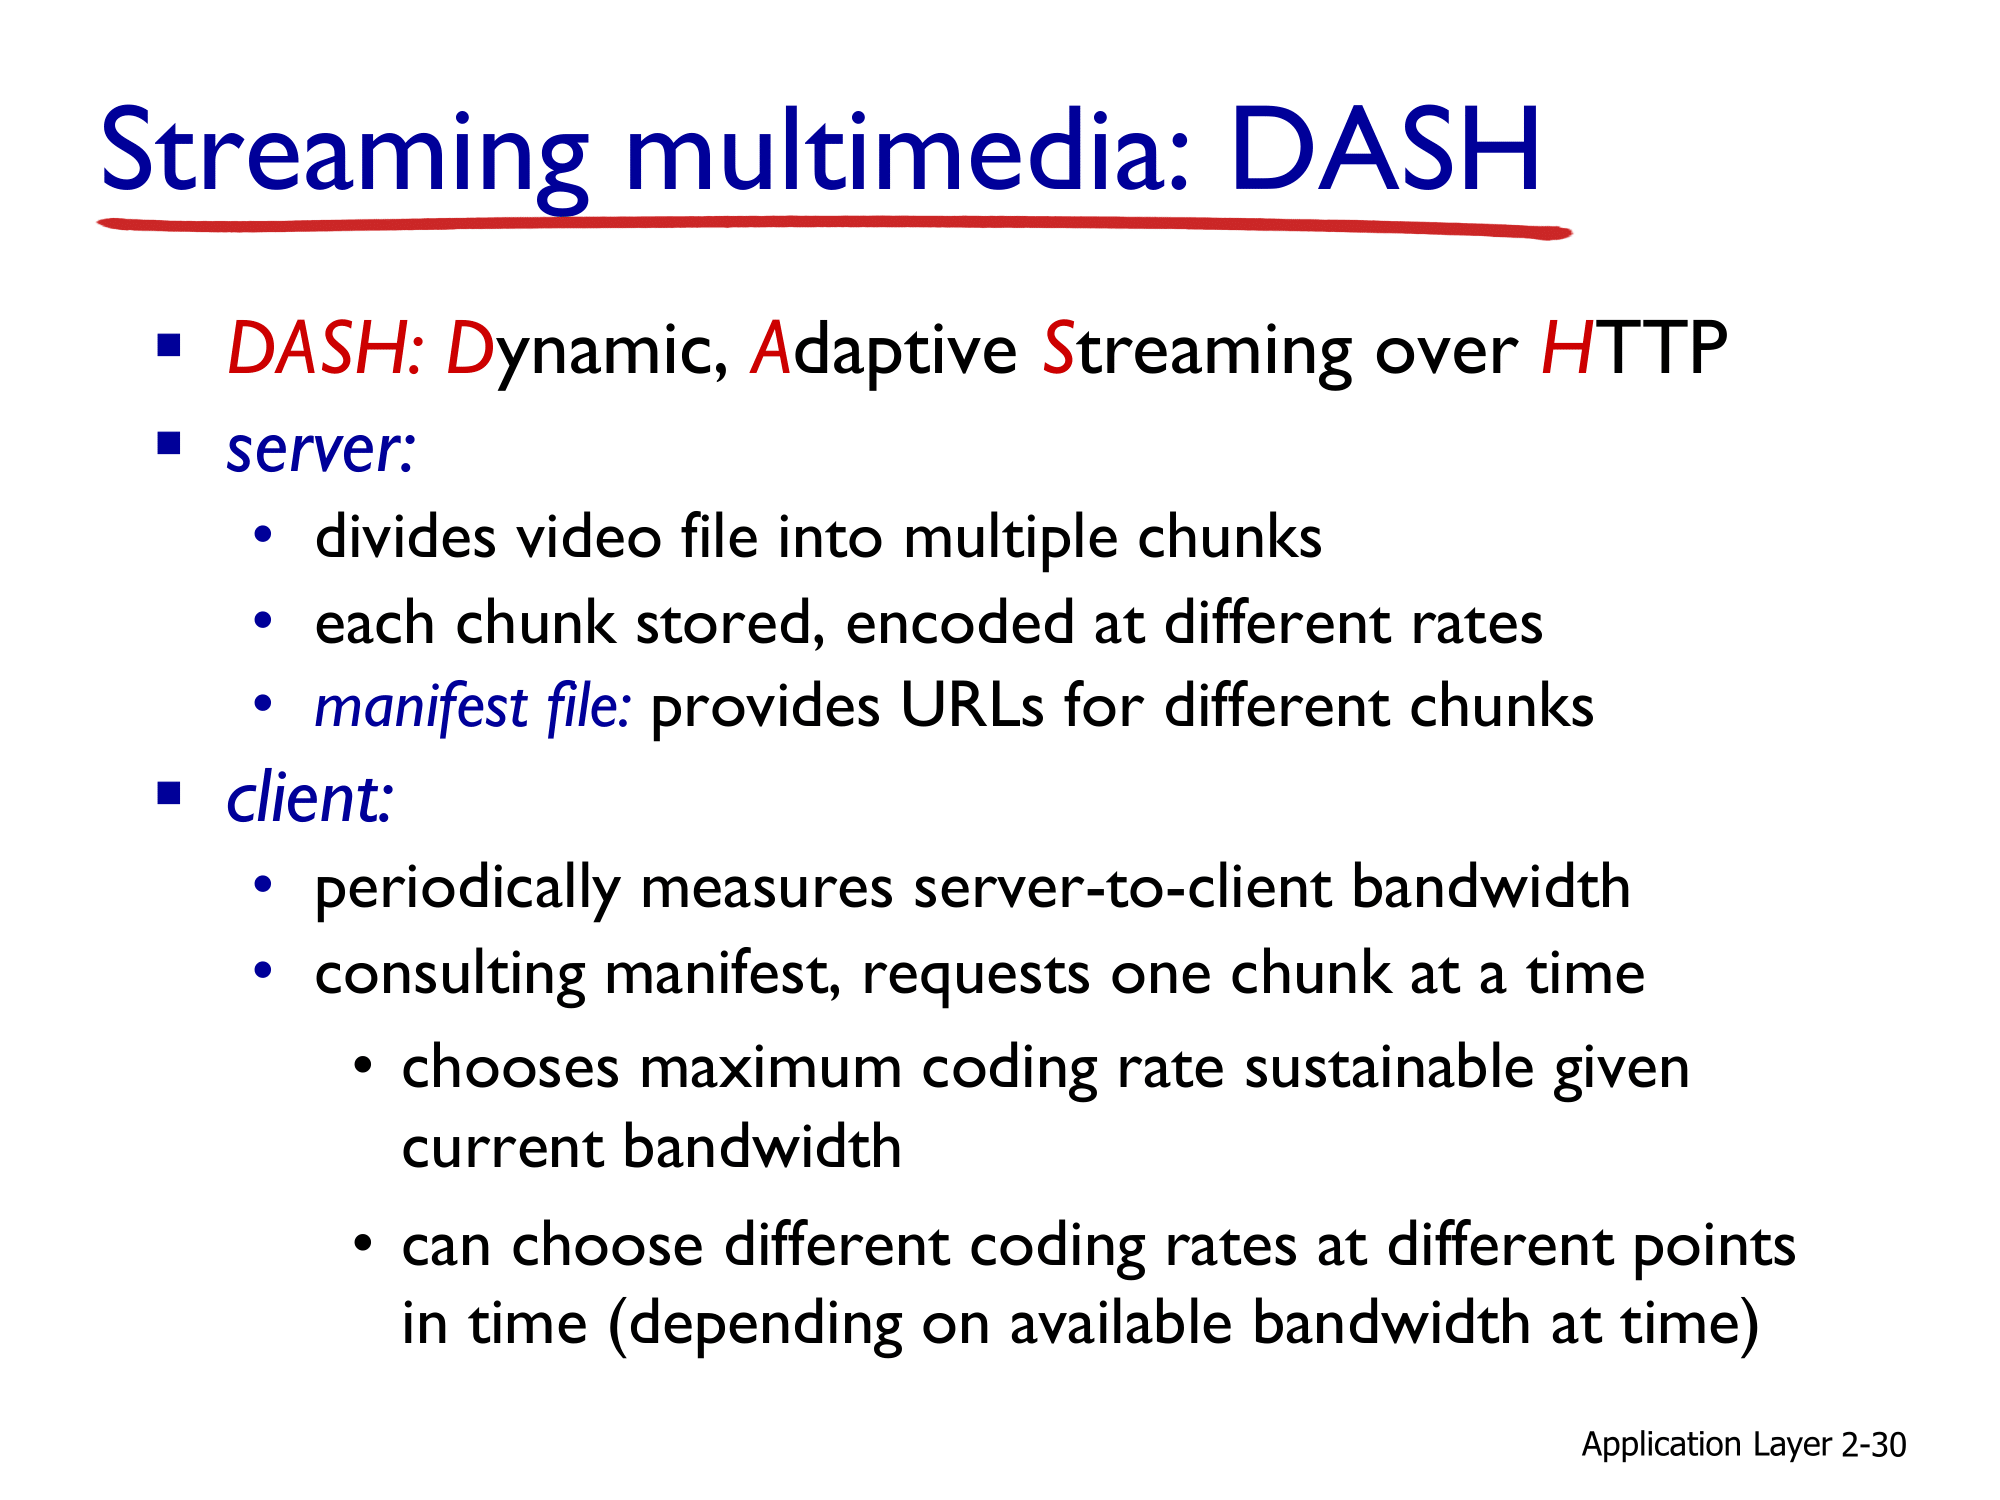 Streaming multimedia: DASH
▪ DASH: Dynamic, Adaptive Streaming over HTTP
▪ server:
• divides video file into multiple chunks
• each chunk stored, encoded at different rates
• manifest file: provides URLs for different chunks
▪ client:
• periodically measures server-to-client bandwidth
• consulting manifest, requests one chunk at a time
• chooses maximum coding rate sustainable given
current bandwidth
• can choose different coding rates at different points
in time (depending on available bandwidth at time)
Application Layer 2-30